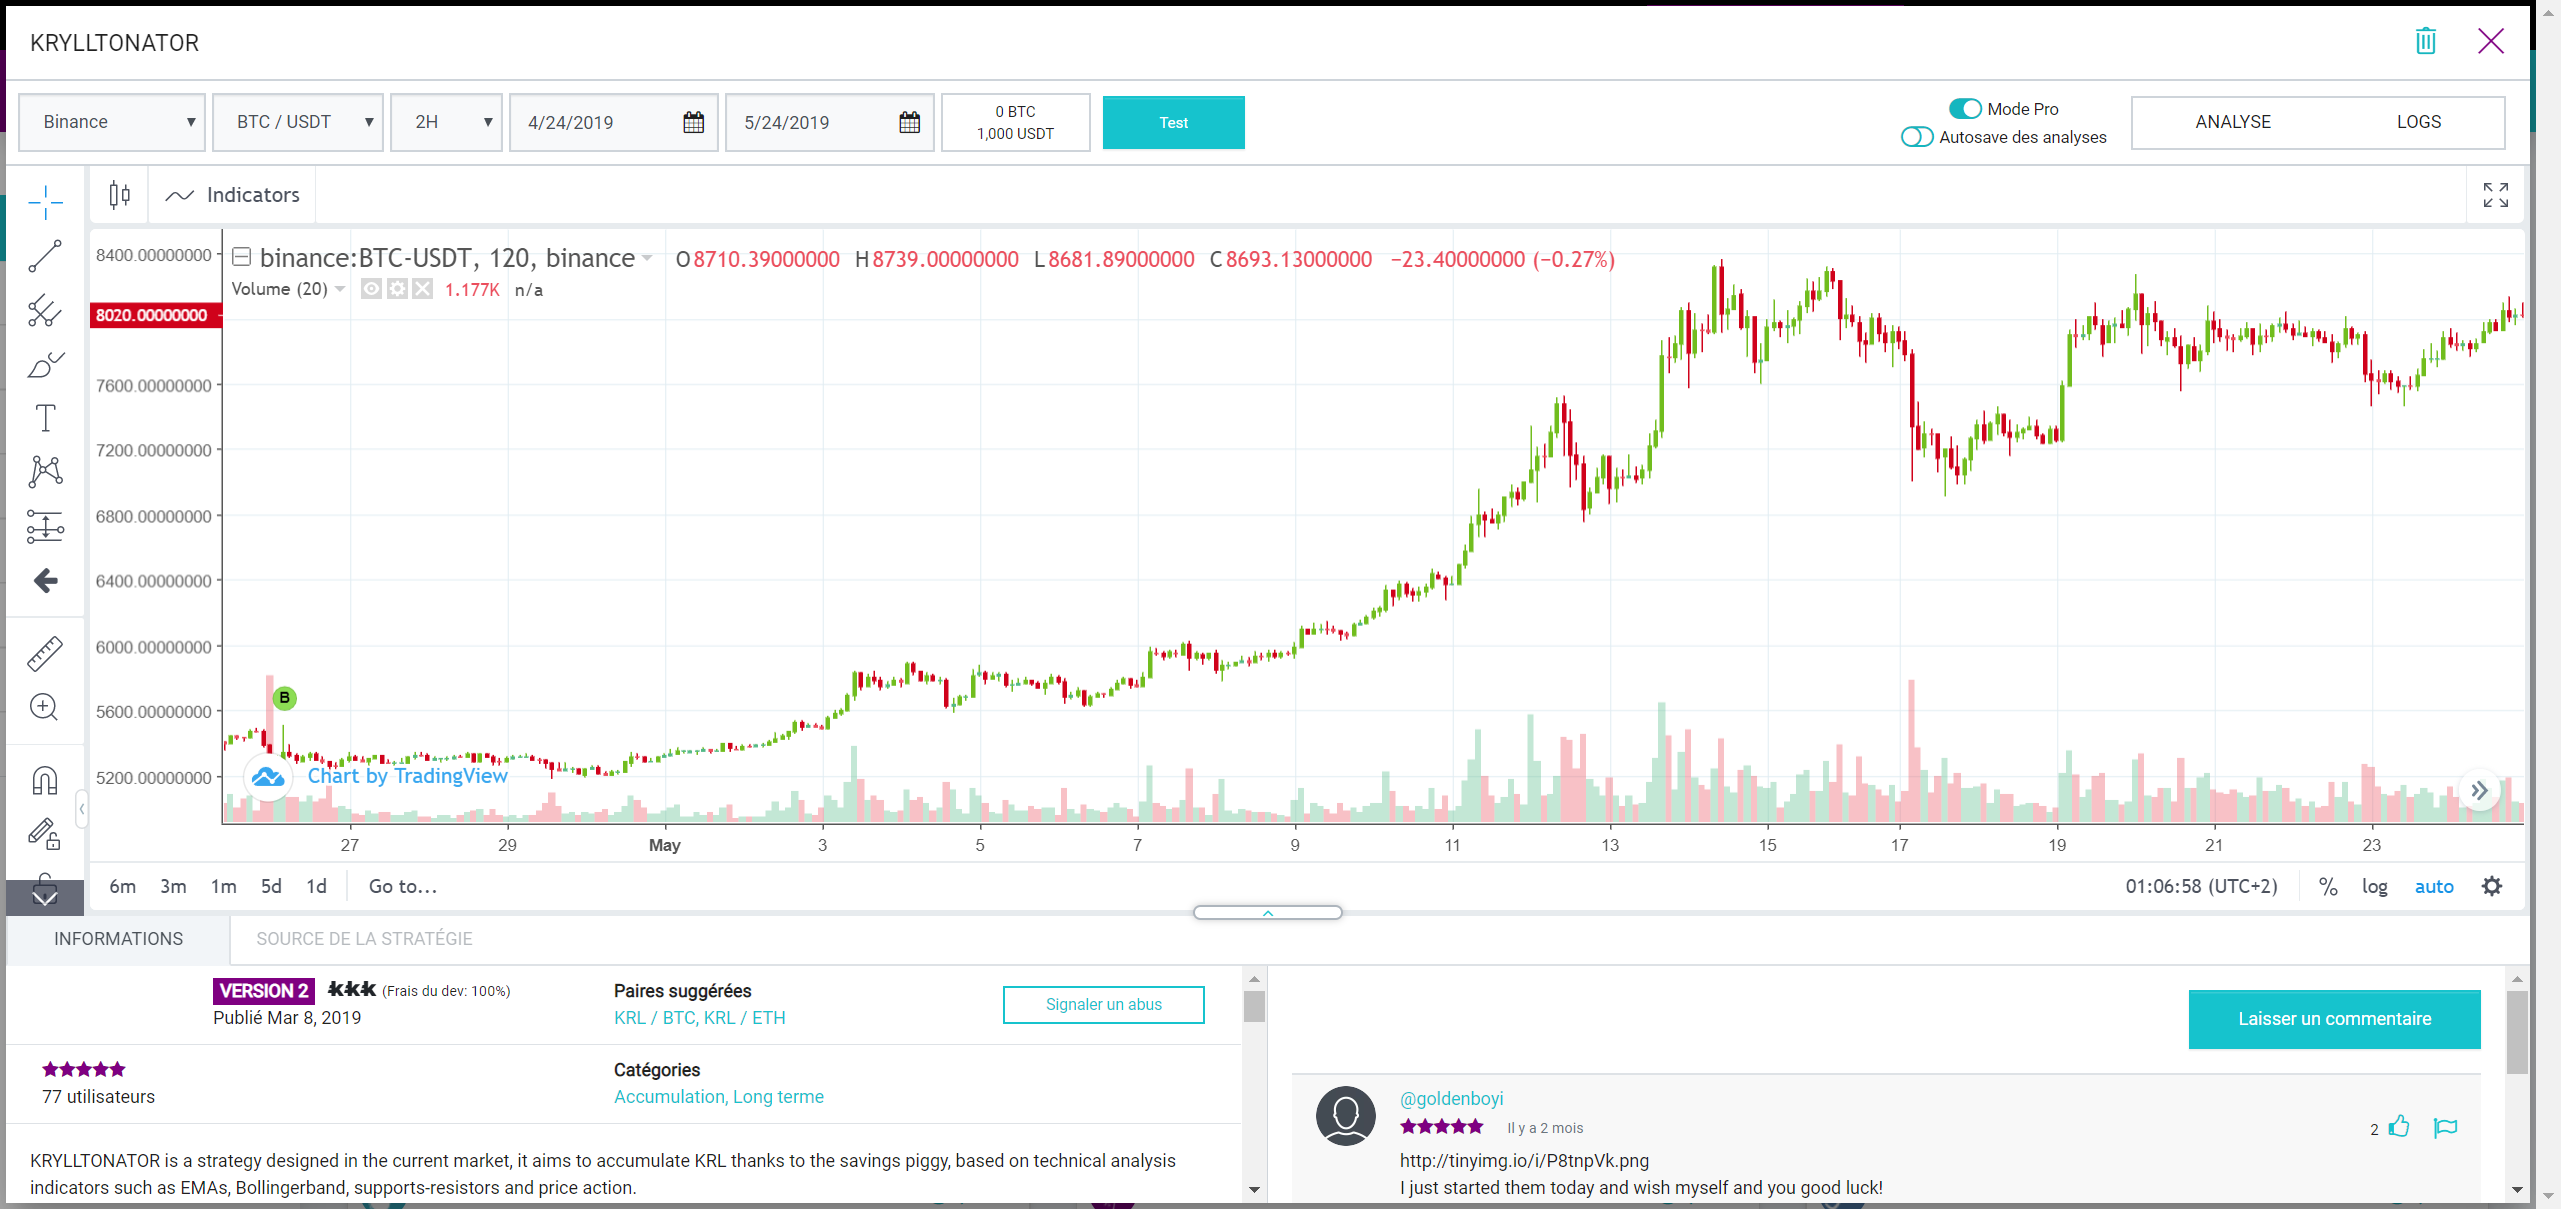 KRYLLTONATOR
Binance
BTC / USDT
2H
4/24/2019
5/24/2019
0 BTC
1,000 USDT
Test
Mode Pro
Autosave des analyses
ANALYSE
LOGS
Indicators
binance:BTC-USDT, 120, binance O8710.39000000 H8739.00000000 L8681.89000000 C8693.13000000 −23.40000000 (−0.27%)
Volume (20) 1.177K n/a
8400.00000000
8020.00000000
7600.00000000
7200.00000000
6800.00000000
6400.00000000
6000.00000000
5600.00000000
5200.00000000
B
Chart by TradingView
27 29 May 3 5 7 9 11 13 15 17 19 21 23
6m 3m 1m 5d 1d Go to...
01:06:58 (UTC+2) % log auto
INFORMATIONS
SOURCE DE LA STRATÉGIE
VERSION 2 (Frais du dev: 100%)
Publié Mar 8, 2019
Paires suggérées
KRL / BTC, KRL / ETH
Signaler un abus
77 utilisateurs
Catégories
Accumulation, Long terme
KRYLLTONATOR is a strategy designed in the current market, it aims to accumulate KRL thanks to the savings piggy, based on technical analysis
indicators such as EMAs, Bollingerband, supports-resistors and price action.
Laisser un commentaire
@goldenboyi
Il y a 2 mois
2
http://tinyimg.io/i/P8tnpVk.png
I just started them today and wish myself and you good luck!